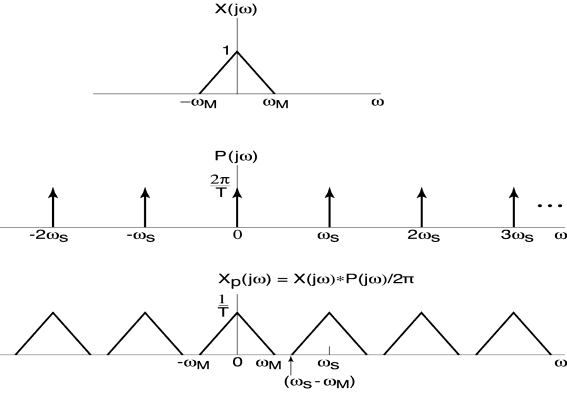 X(jω)
1
−ωM ωM ω
P(jω)
2π
T
-2ωs -ωs 0 ωs 2ωs 3ωs ω
•••
Xp(jω) = X(jω)*P(jω)/2π
1
T
-ωM 0 ωM ωs ω
(ωs - ωM)